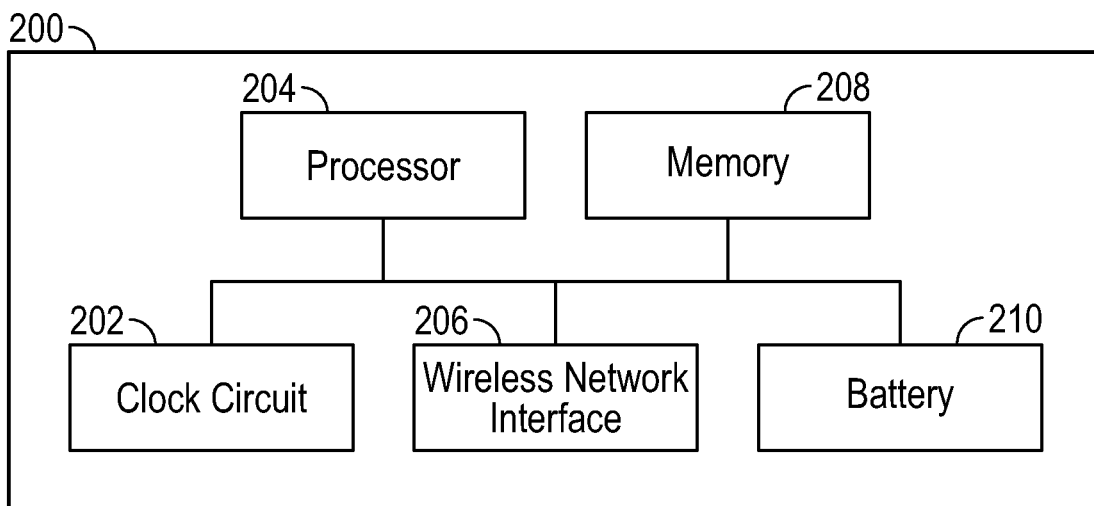 200
204
208
Processor
Memory
202
206
210
Clock Circuit
Wireless Network
Interface
Battery